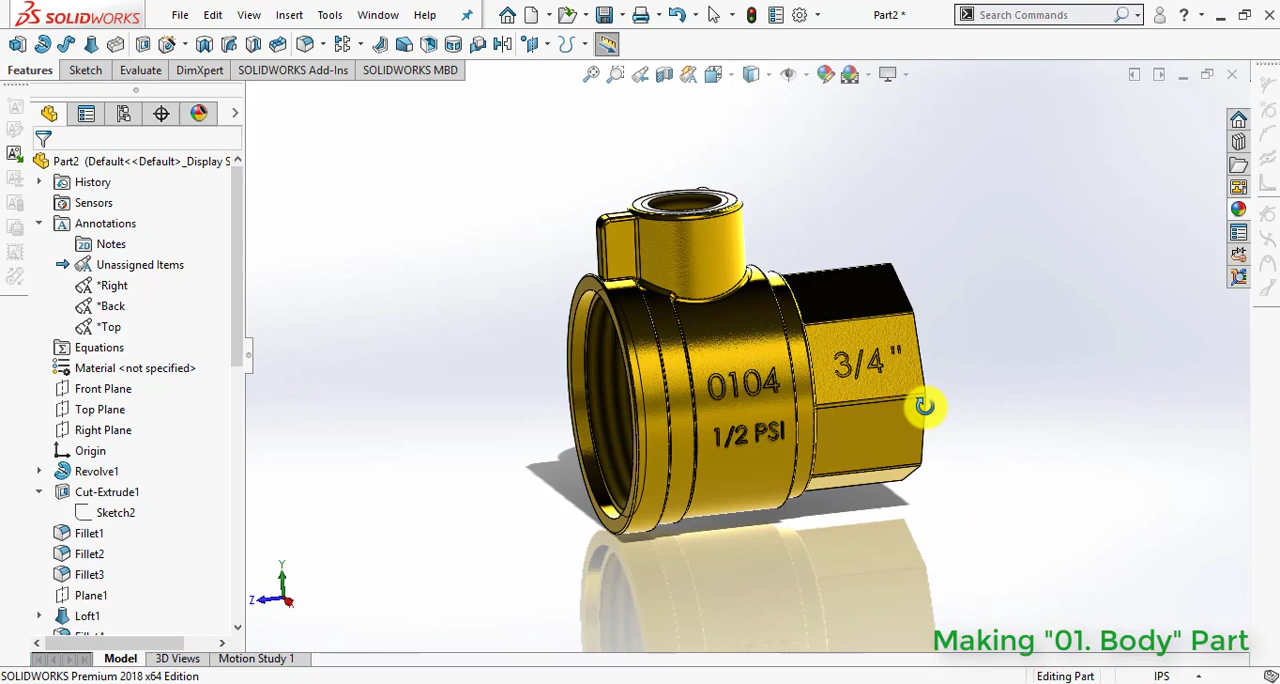 SOLIDWORKS
File Edit View Insert Tools Window Help
Part2 *
Search Commands
?
Features Sketch Evaluate DimXpert SOLIDWORKS Add-Ins SOLIDWORKS MBD
Part2 (Default<<Default>_Display S
History
Sensors
Annotations
Notes
Unassigned Items
*Right
*Back
*Top
Equations
Material <not specified>
Front Plane
Top Plane
Right Plane
Origin
Revolve1
Cut-Extrude1
Sketch2
Fillet1
Fillet2
Fillet3
Plane1
Loft1
0104
1/2 PSI
3/4"
Y
Z
Making "01. Body" Part
Model 3D Views Motion Study 1
SOLIDWORKS Premium 2018 x64 Edition
Editing Part
IPS